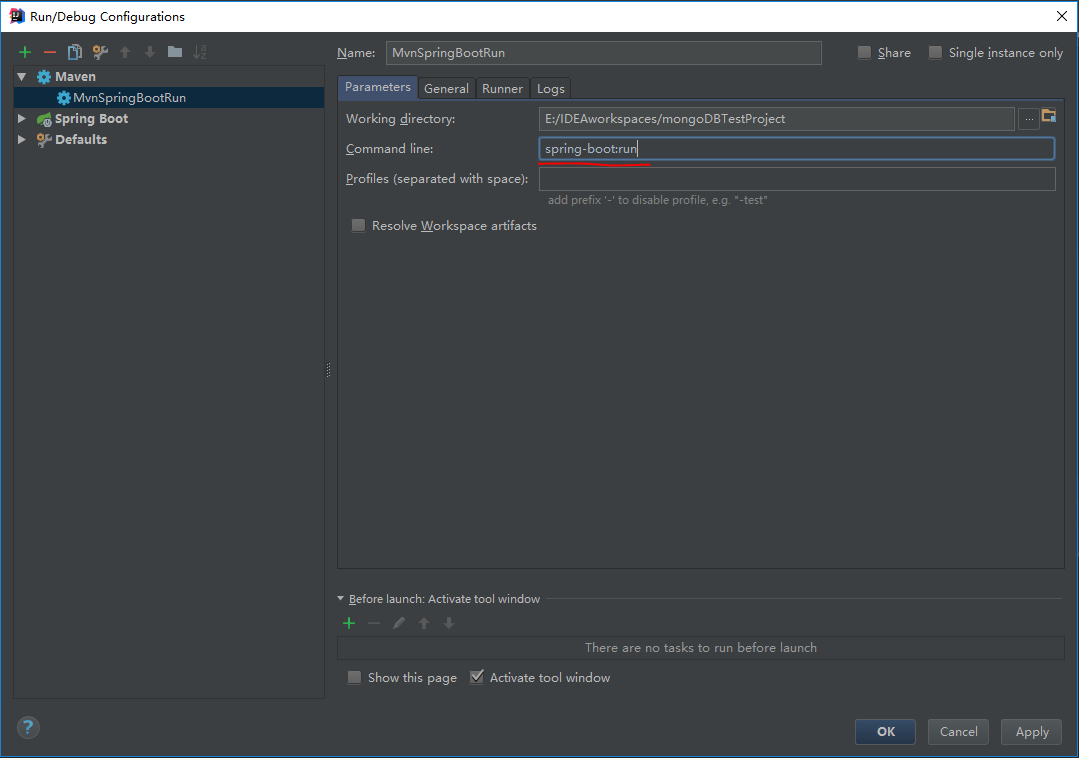 Run/Debug Configurations
Name: MvnSpringBootRun Share Single instance only
Maven
MvnSpringBootRun
Spring Boot
Defaults
Parameters General Runner Logs
Working directory: E:/IDEAworkspaces/mongoDBTestProject ...
Command line: spring-boot:run
Profiles (separated with space):
add prefix '-' to disable profile, e.g. "-test"
Resolve Workspace artifacts
Before launch: Activate tool window
There are no tasks to run before launch
Show this page Activate tool window
? OK Cancel Apply